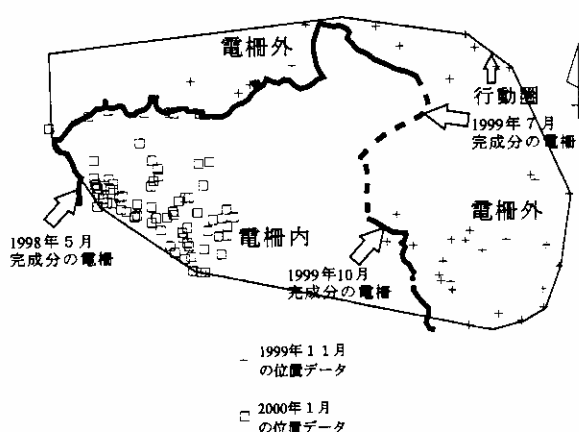 電柵外
行動圏
1999年7月
完成分の電柵
電柵外
電柵内
1998年5月
完成分の電柵
1999年10月
完成分の電柵
1999年11月
の位置データ
2000年1月
の位置データ